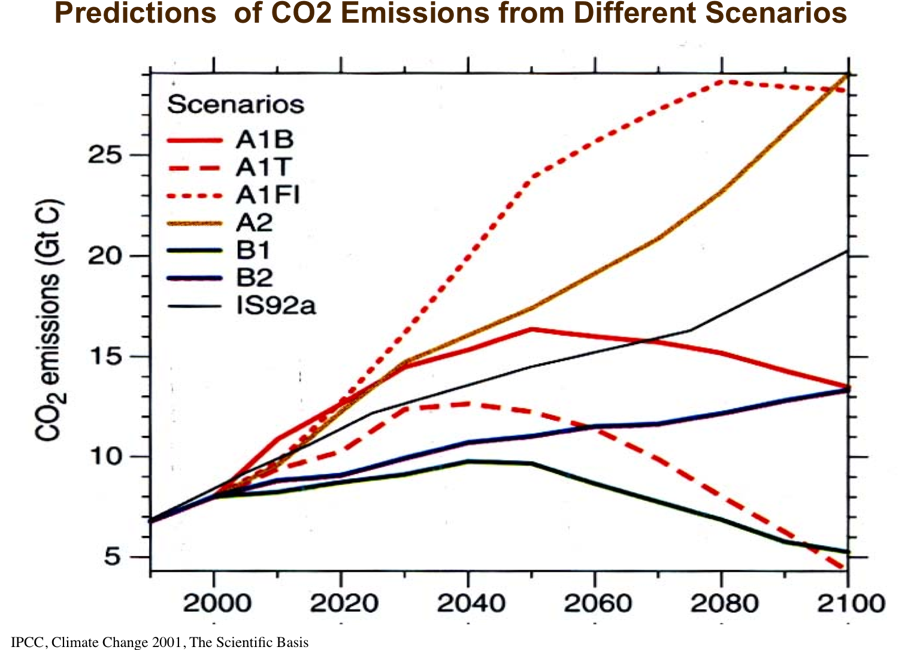 Predictions  of CO2 Emissions from Different Scenarios
Scenarios
A1B
A1T
A1FI
A2
B1
B2
IS92a
CO2 emissions (Gt C)
25
20
15
10
5
2000 2020 2040 2060 2080 2100
IPCC, Climate Change 2001, The Scientific Basis